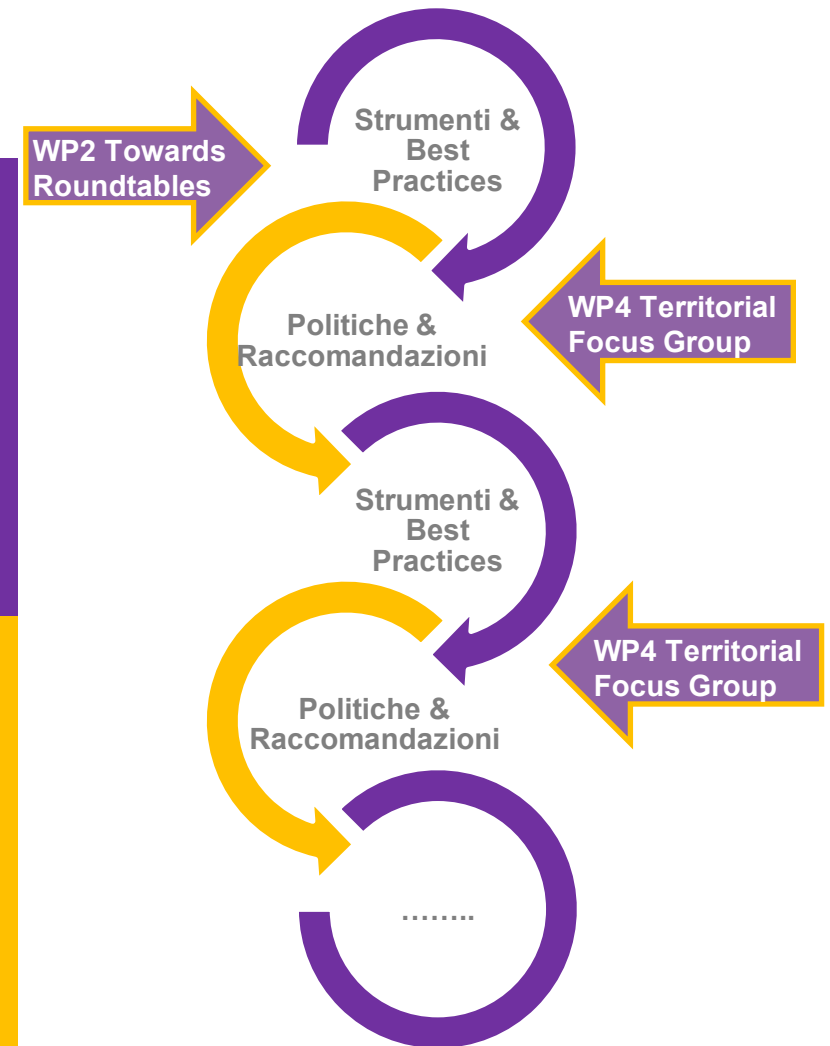 Strumenti &
Best
Practices
WP2 Towards
Roundtables
Politiche &
Raccomandazioni
WP4 Territorial
Focus Group
Strumenti &
Best
Practices
WP4 Territorial
Focus Group
Politiche &
Raccomandazioni
........